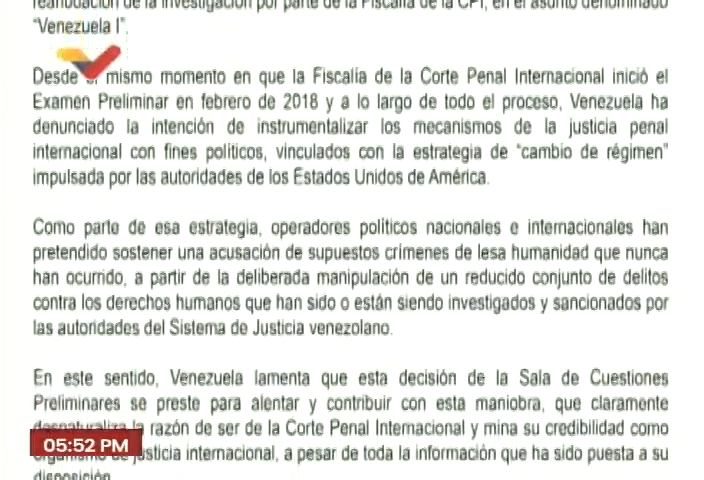 reanudación de la investigación por parte de la Fiscalía de la CPI, en el asunto denominado
“Venezuela I”.
Desde el mismo momento en que la Fiscalía de la Corte Penal Internacional inició el
Examen Preliminar en febrero de 2018 y a lo largo de todo el proceso, Venezuela ha
denunciado la intención de instrumentalizar los mecanismos de la justicia penal
internacional con fines políticos, vinculados con la estrategia de “cambio de régimen”
impulsada por las autoridades de los Estados Unidos de América.
Como parte de esa estrategia, operadores políticos nacionales e internacionales han
pretendido sostener una acusación de supuestos crímenes de lesa humanidad que nunca
han ocurrido, a partir de la deliberada manipulación de un reducido conjunto de delitos
contra los derechos humanos que han sido o están siendo investigados y sancionados por
las autoridades del Sistema de Justicia venezolano.
En este sentido, Venezuela lamenta que esta decisión de la Sala de Cuestiones
Preliminares se preste para alentar y contribuir con esta maniobra, que claramente
desnaturaliza la razón de ser de la Corte Penal Internacional y mina su credibilidad como
05:52 PM
organismo de justicia internacional, a pesar de toda la información que ha sido puesta a su
disposición.